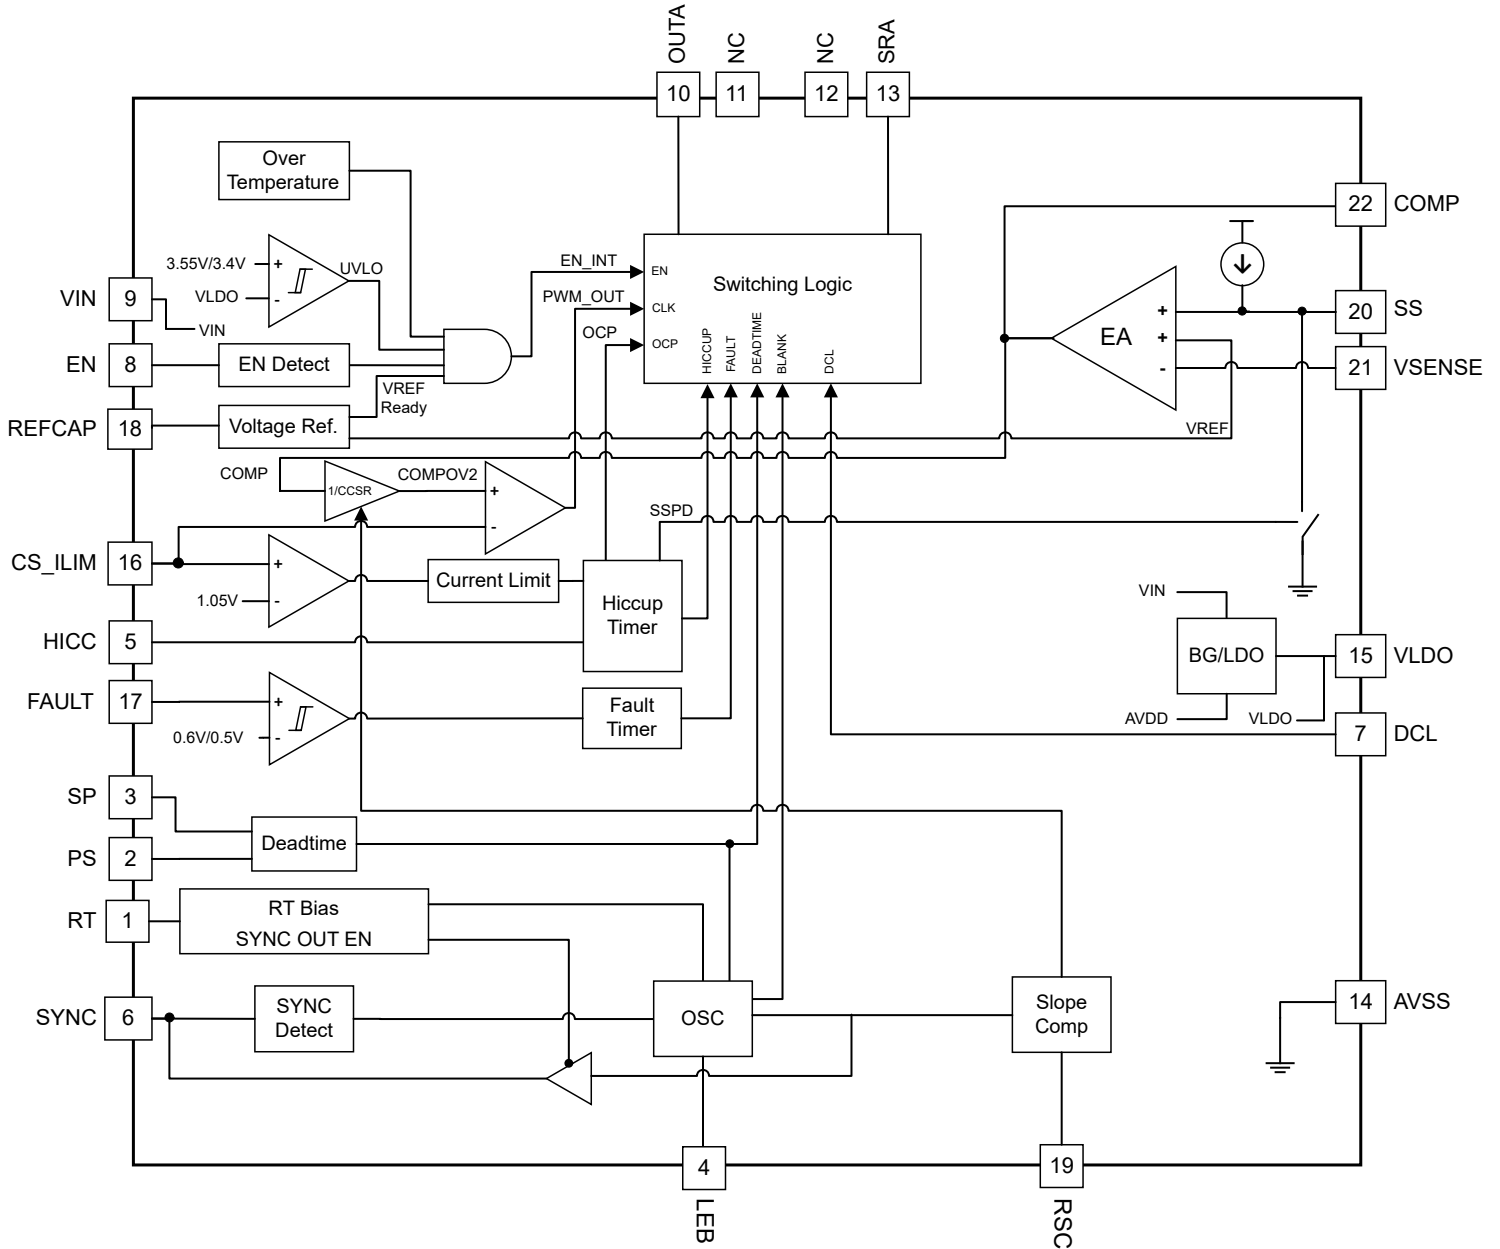 OUTA
NC
NC
SRA
10
11
12
13
Over
Temperature
22
COMP
3.55V/3.4V
+
UVLO
VLDO
-
VIN
9
VIN
EN_INT
EN
Switching Logic
PWM_OUT
CLK
OCP
OCP
HICCUP
FAULT
DEADTIME
BLANK
DCL
EA
+
+
-
20
SS
21
VSENSE
EN
8
EN Detect
VREF
Ready
REFCAP
18
Voltage Ref.
VREF
COMP
1/CCSR
COMPOV2
+
-
SSPD
CS_ILIM
16
+
1.05V
-
Current Limit
Hiccup
Timer
HICC
5
VIN
BG/LDO
15
VLDO
AVDD
VLDO
7
DCL
FAULT
17
+
0.6V/0.5V
-
Fault
Timer
SP
3
PS
2
Deadtime
RT
1
RT Bias
SYNC OUT EN
SYNC
6
SYNC
Detect
OSC
Slope
Comp
14
AVSS
4
19
LEB
RSC